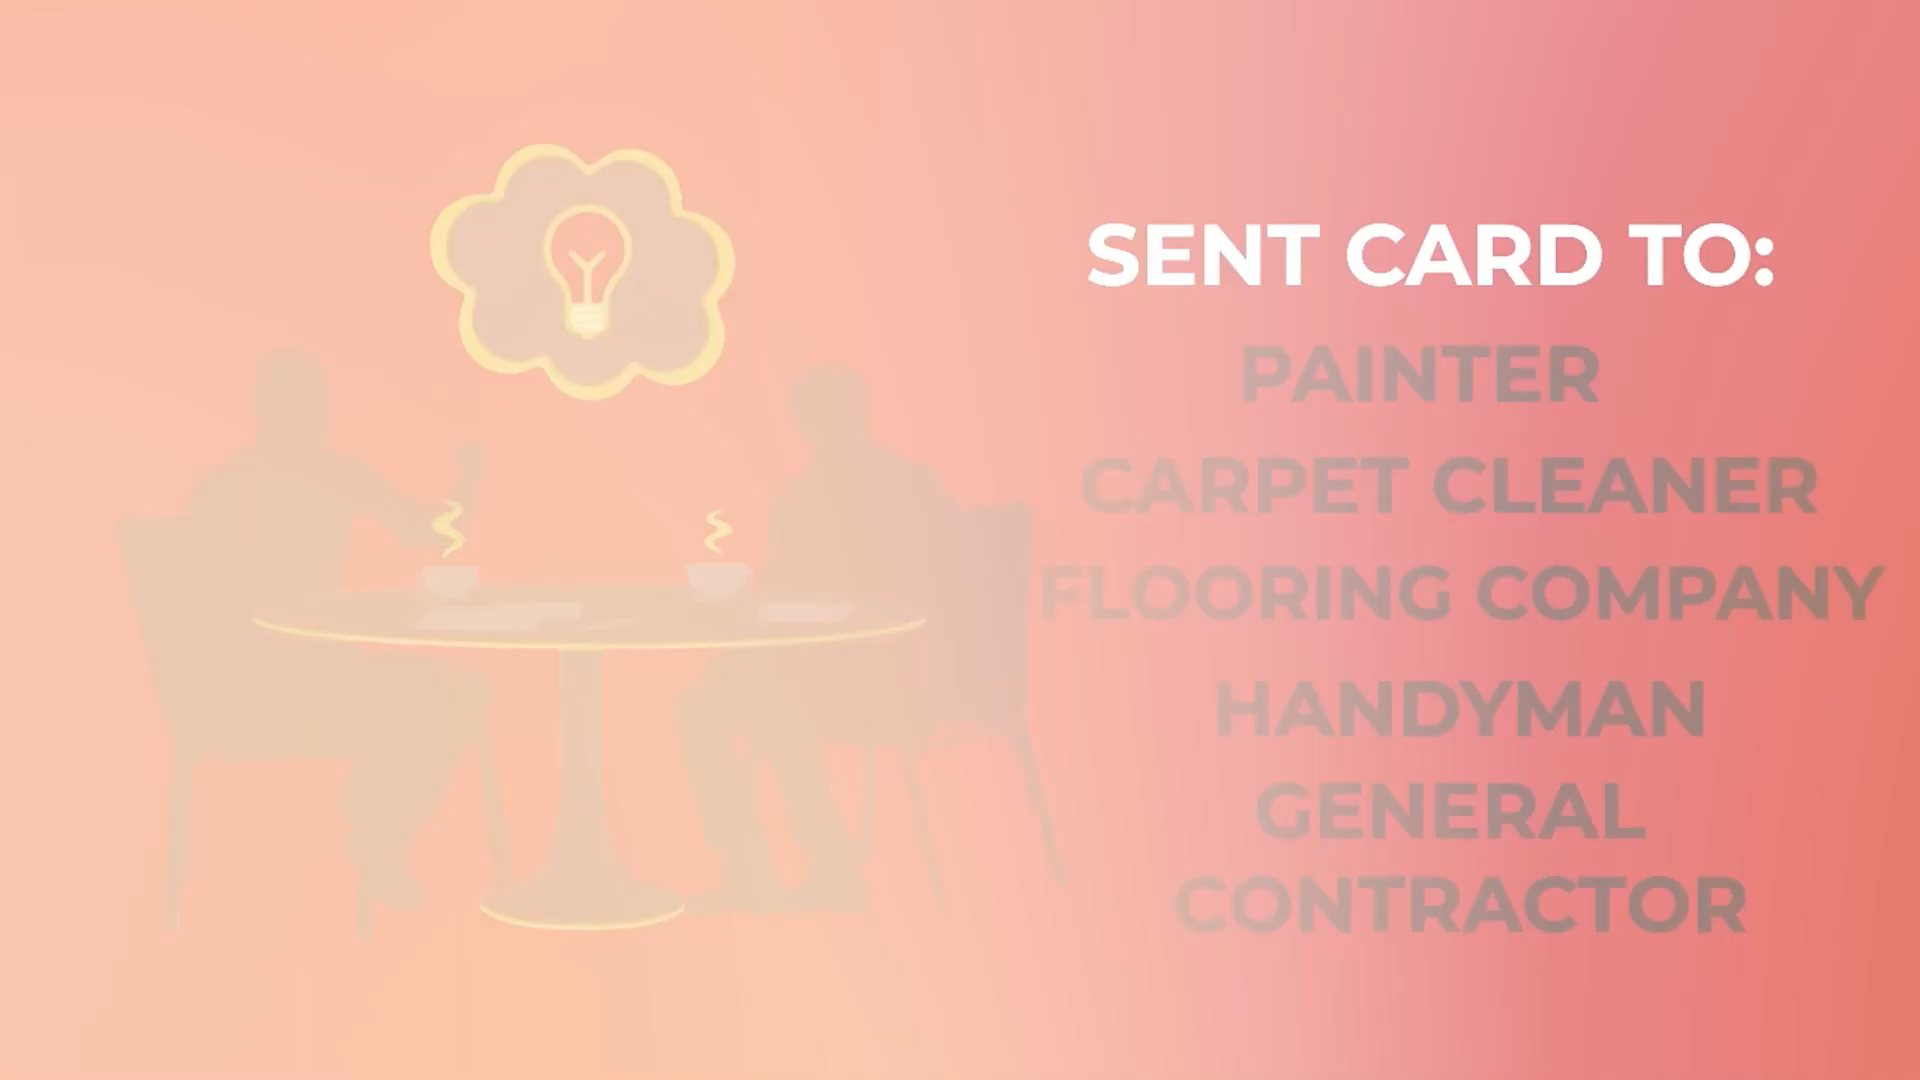 SENT CARD TO:
PAINTER
CARPET CLEANER
FLOORING COMPANY
HANDYMAN
GENERAL
CONTRACTOR